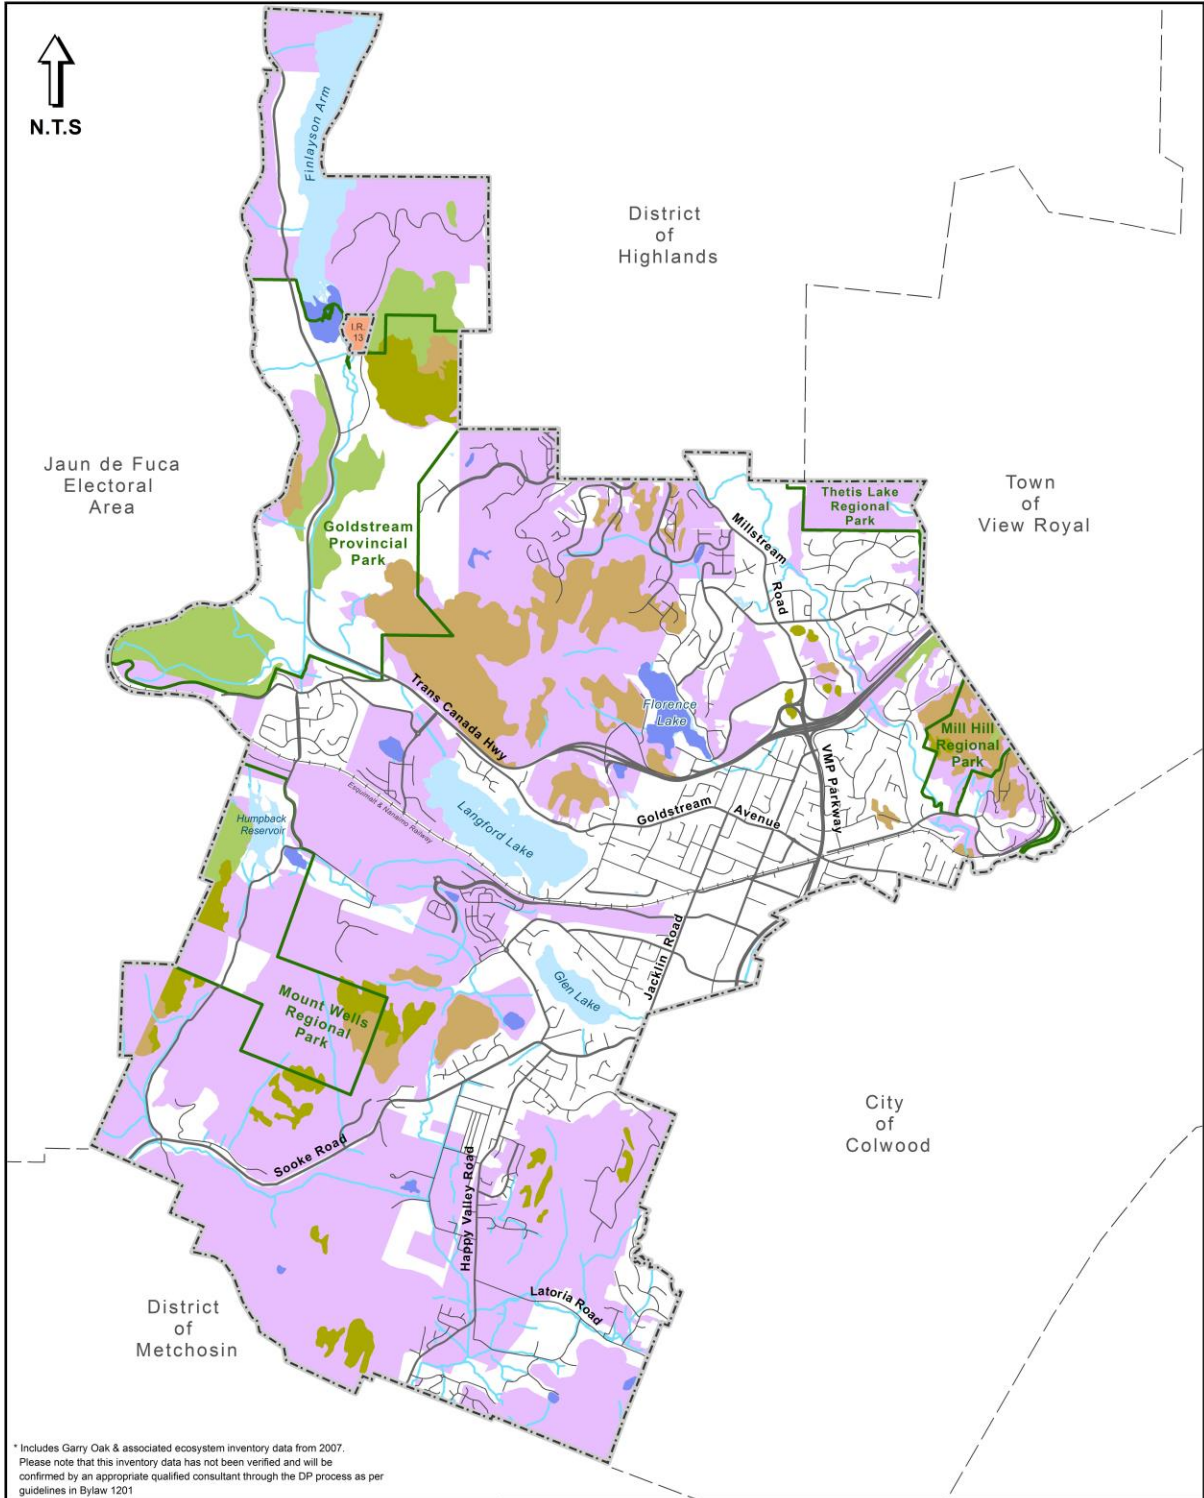 N.T.S
Finlayson Arm
District
of
Highlands
I.R.
13
Jaun de Fuca
Electoral
Area
Goldstream
Provincial
Park
Thetis Lake
Regional
Park
Town
of
View Royal
Millstream
Road
Trans Canada Hwy
Florence
Lake
Mill Hill
Regional
Park
VMP Parkway
Goldstream
Avenue
Esquimalt & Nanaimo Railway
Langford Lake
Humpback
Reservoir
Jacklin Road
Glen Lake
Mount Wells
Regional
Park
City
of
Colwood
Sooke Road
Happy Valley Road
Latoria Road
District
of
Metchosin
* Includes Garry Oak & associated ecosystem inventory data from 2007.
Please note that this inventory data has not been verified and will be
confirmed by an appropriate qualified consultant through the DP process as per
guidelines in Bylaw 1201